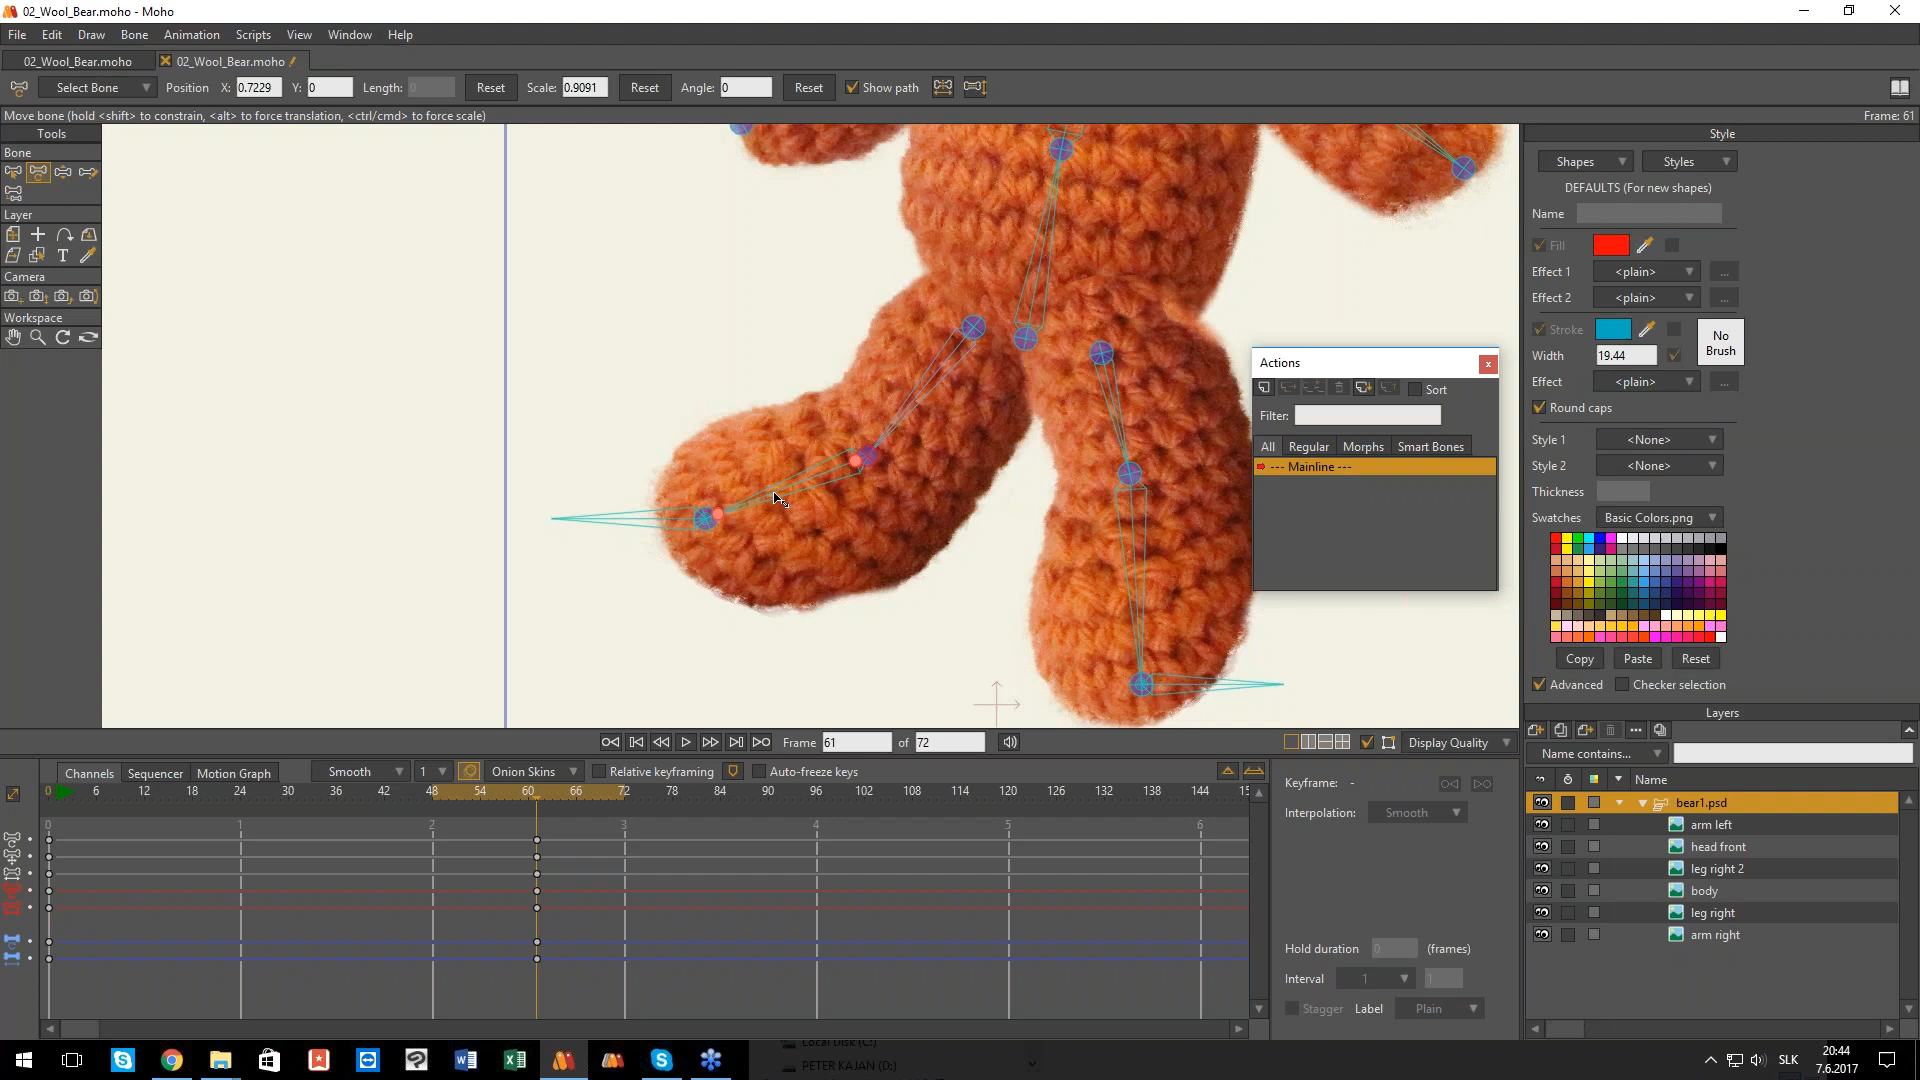 02_Wool_Bear.moho - Moho
File Edit Draw Bone Animation Scripts View Window Help
02_Wool_Bear.moho 02_Wool_Bear.moho
Select Bone Position X: 0.7229 Y: 0 Length: 0 Reset Scale: 0.9091 Reset Angle: 0 Reset Show path
Move bone (hold <shift> to constrain, <alt> to force translation, <ctrl/cmd> to force scale) Frame: 61
Tools
Bone
Layer
Camera
Workspace
Actions
Sort
Filter:
All Regular Morphs Smart Bones
--- Mainline ---
Style
Shapes Styles
DEFAULTS (For new shapes)
Name
Fill
Effect 1 <plain> ...
Effect 2 <plain> ...
Stroke
No
Brush
Width 19.44
Effect <plain> ...
Round caps
Style 1 <None>
Style 2 <None>
Thickness
Swatches Basic Colors.png
Copy Paste Reset
Advanced Checker selection
Layers
Name contains...
Name
bear1.psd
arm left
head front
leg right 2
body
leg right
arm right
Frame 61 of 72 Display Quality
Channels Sequencer Motion Graph Smooth 1 Onion Skins Relative keyframing Auto-freeze keys
0 6 12 18 24 30 36 42 48 54 60 66 72 78 84 90 96 102 108 114 120 126 132 138 144 15
0 1 2 3 4 5 6
Keyframe: -
Interpolation: Smooth
Hold duration 0 (frames)
Interval 1 1
Stagger Label Plain
Local Disk (C:)
PETER KAJAN (D:)
SLK
20:44
7.6.2017